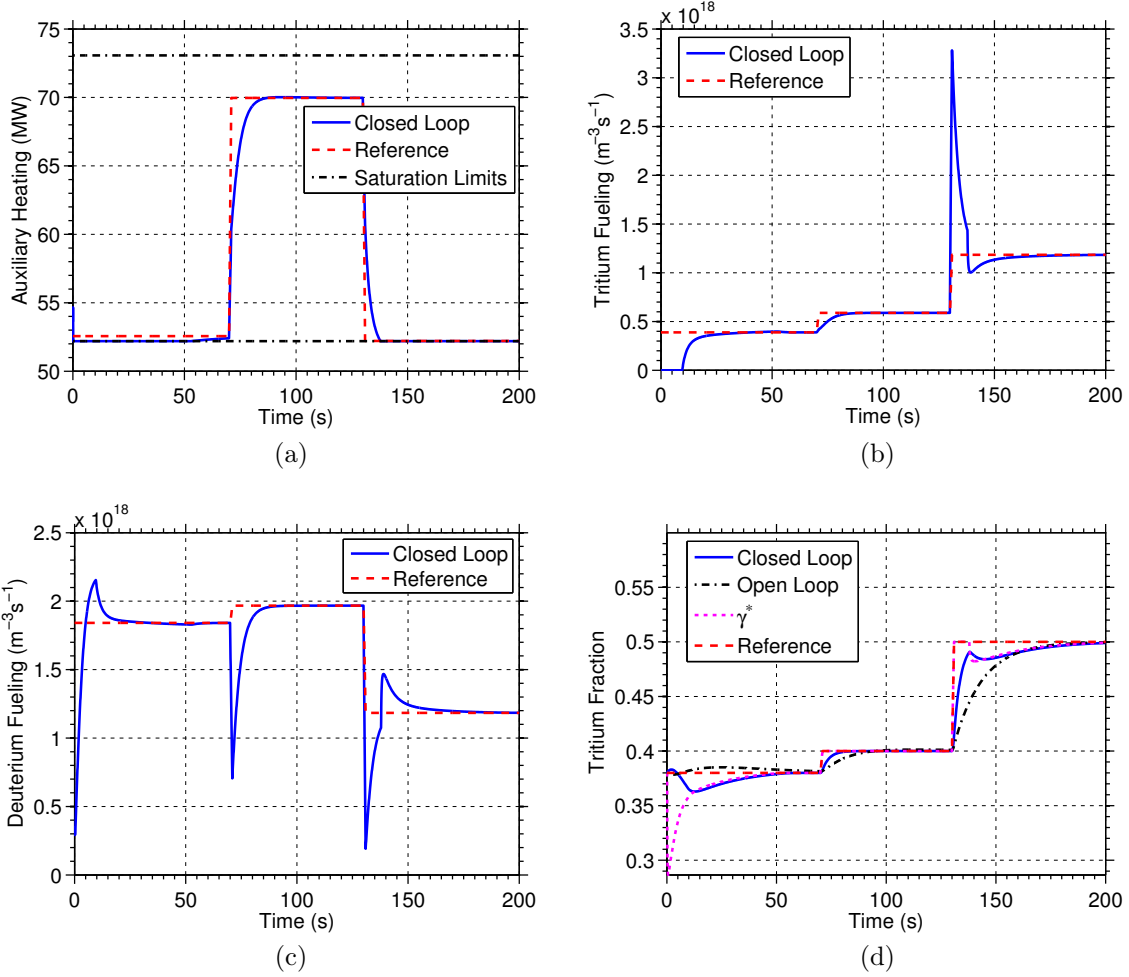 75
70
65
60
55
50
Auxiliary Heating (MW)
Closed Loop
Reference
Saturation Limits
0 50 100 150 200
Time (s)
(a)
x 10^18
3.5
3
2.5
2
1.5
1
0.5
0
Tritium Fueling (m⁻³s⁻¹)
Closed Loop
Reference
0 50 100 150 200
Time (s)
(b)
x 10^18
2.5
2
1.5
1
0.5
0
Deuterium Fueling (m⁻³s⁻¹)
Closed Loop
Reference
0 50 100 150 200
Time (s)
(c)
0.55
0.5
0.45
0.4
0.35
0.3
Tritium Fraction
Closed Loop
Open Loop
γ*
Reference
0 50 100 150 200
Time (s)
(d)